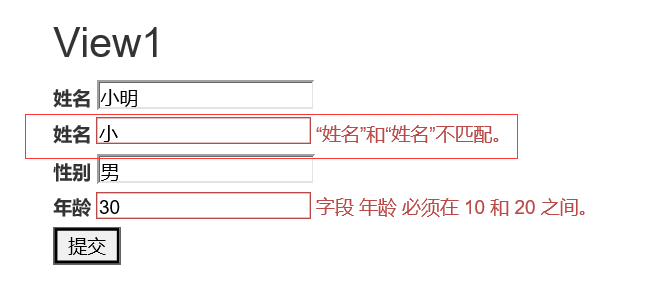 View1
姓名 小明
姓名 小 “姓名”和“姓名”不匹配。
性别 男
年龄 30 字段 年龄 必须在 10 和 20 之间。
提交